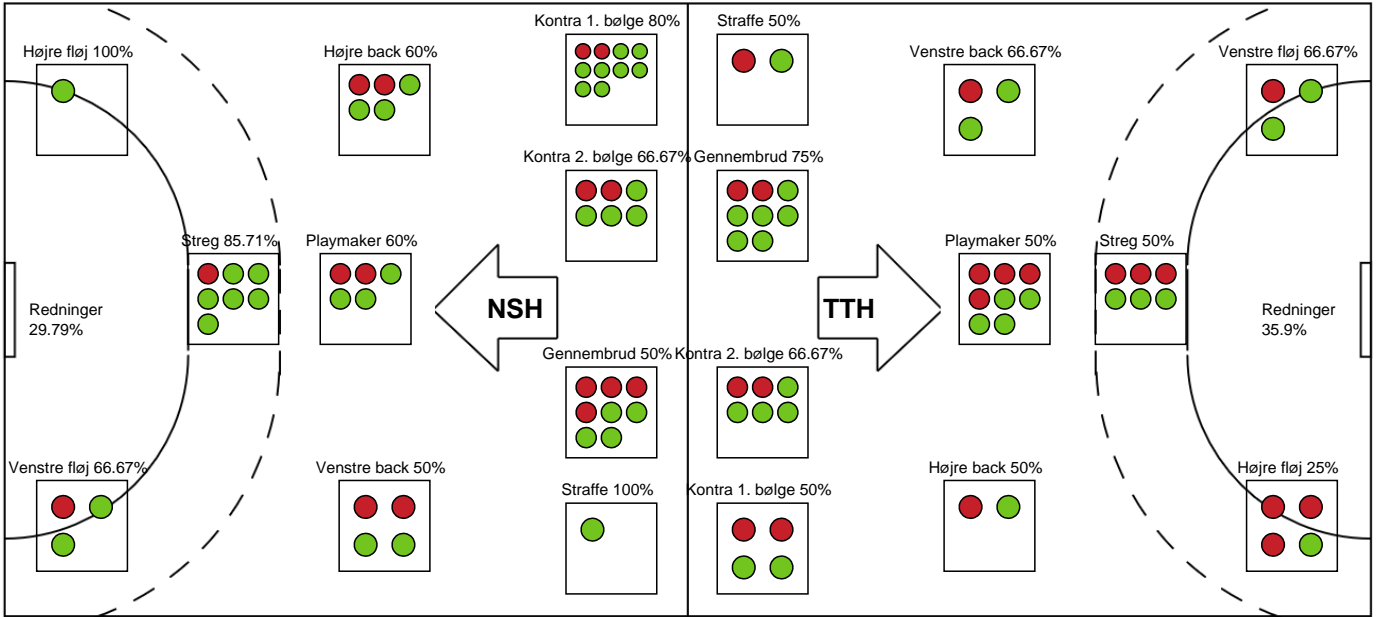 Kontra 1. bølge 80%
Straffe 50%
Højre fløj 100%
Højre back 60%
Venstre back 66.67%
Venstre fløj 66.67%
Kontra 2. bølge 66.67%
Gennembrud 75%
Streg 85.71%
Playmaker 60%
Playmaker 50%
Streg 50%
Redninger
29.79%
NSH
TTH
Redninger
35.9%
Gennembrud 50%
Kontra 2. bølge 66.67%
Venstre fløj 66.67%
Venstre back 50%
Straffe 100%
Kontra 1. bølge 50%
Højre back 50%
Højre fløj 25%